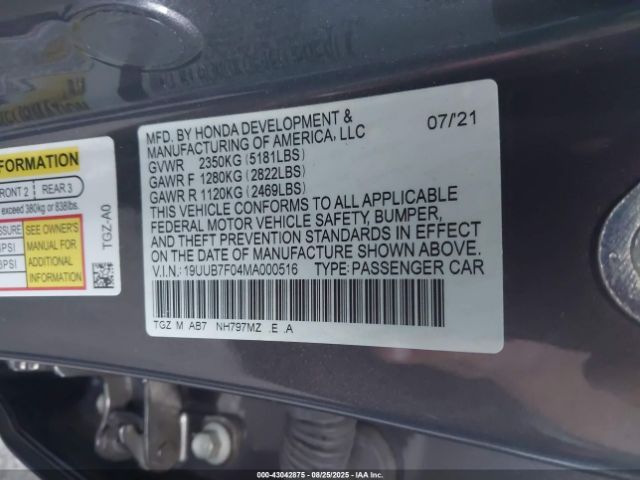 MFD. BY HONDA DEVELOPMENT &
MANUFACTURING OF AMERICA, LLC
07/'21
GVWR 2350KG (5181LBS)
GAWR F 1280KG (2822LBS)
GAWR R 1120KG (2469LBS)
THIS VEHICLE CONFORMS TO ALL APPLICABLE
FEDERAL MOTOR VEHICLE SAFETY, BUMPER,
AND THEFT PREVENTION STANDARDS IN EFFECT
ON THE DATE OF MANUFACTURE SHOWN ABOVE.
V.I.N.: 19UUB7F04MA000516 TYPE: PASSENGER CAR
TGZ M AB7 NH797MZ .E .A
FORMATION
FRONT 2 REAR 3
exceed 380kg or 838lbs.
SEE OWNER'S
MANUAL FOR
ADDITIONAL
INFORMATION
PSI
PSI
TGZ-A0
000-43042875 - 08/25/2025 - IAA Inc.